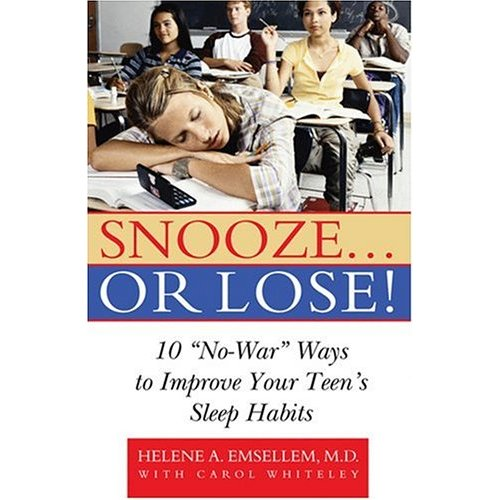 SNOOZE...
OR LOSE!
10 “No-War” Ways
to Improve Your Teen’s
Sleep Habits
HELENE A. EMSELLEM, M.D.
WITH CAROL WHITELEY